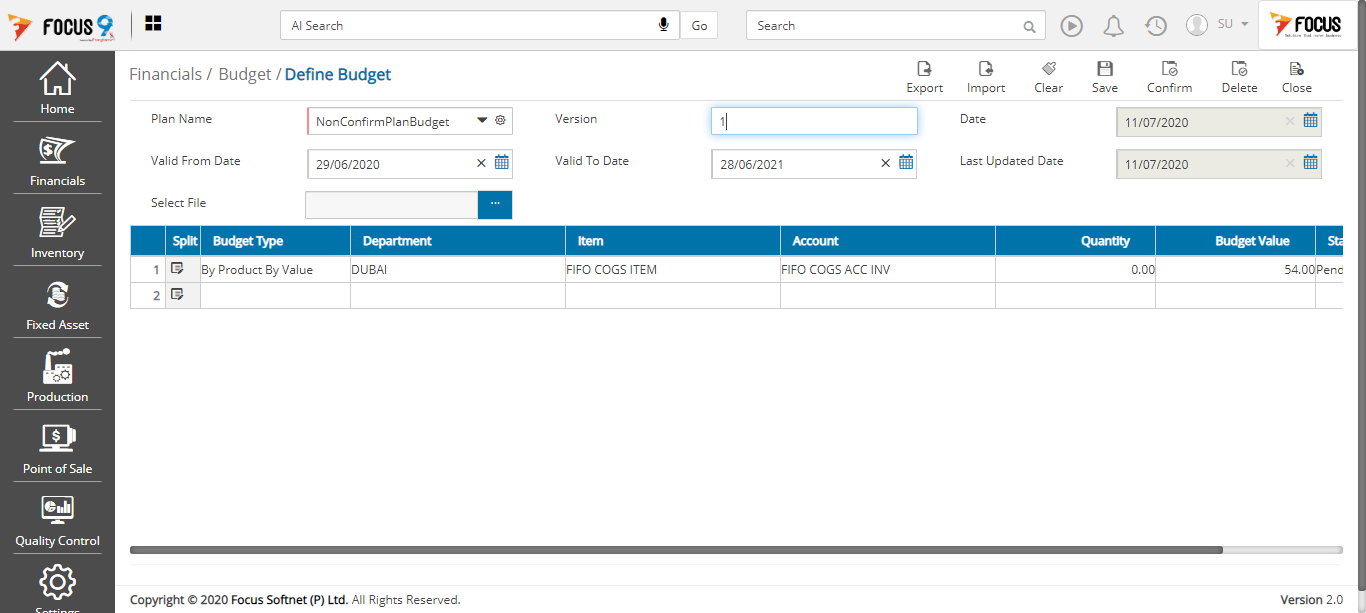 FOCUS 9
AI Search
Go
Search
SU
FOCUS
Home
Financials
Inventory
Fixed Asset
Production
Point of Sale
Quality Control
Settings
Financials / Budget / Define Budget
Export Import Clear Save Confirm Delete Close
Plan Name NonConfirmPlanBudget Version 1 Date 11/07/2020
Valid From Date 29/06/2020 Valid To Date 28/06/2021 Last Updated Date 11/07/2020
Select File ...
Split Budget Type Department Item Account Quantity Budget Value Sta
1 By Product By Value DUBAI FIFO COGS ITEM FIFO COGS ACC INV 0.00 54.00 Pend
2
Copyright © 2020 Focus Softnet (P) Ltd. All Rights Reserved.
Version 2.0